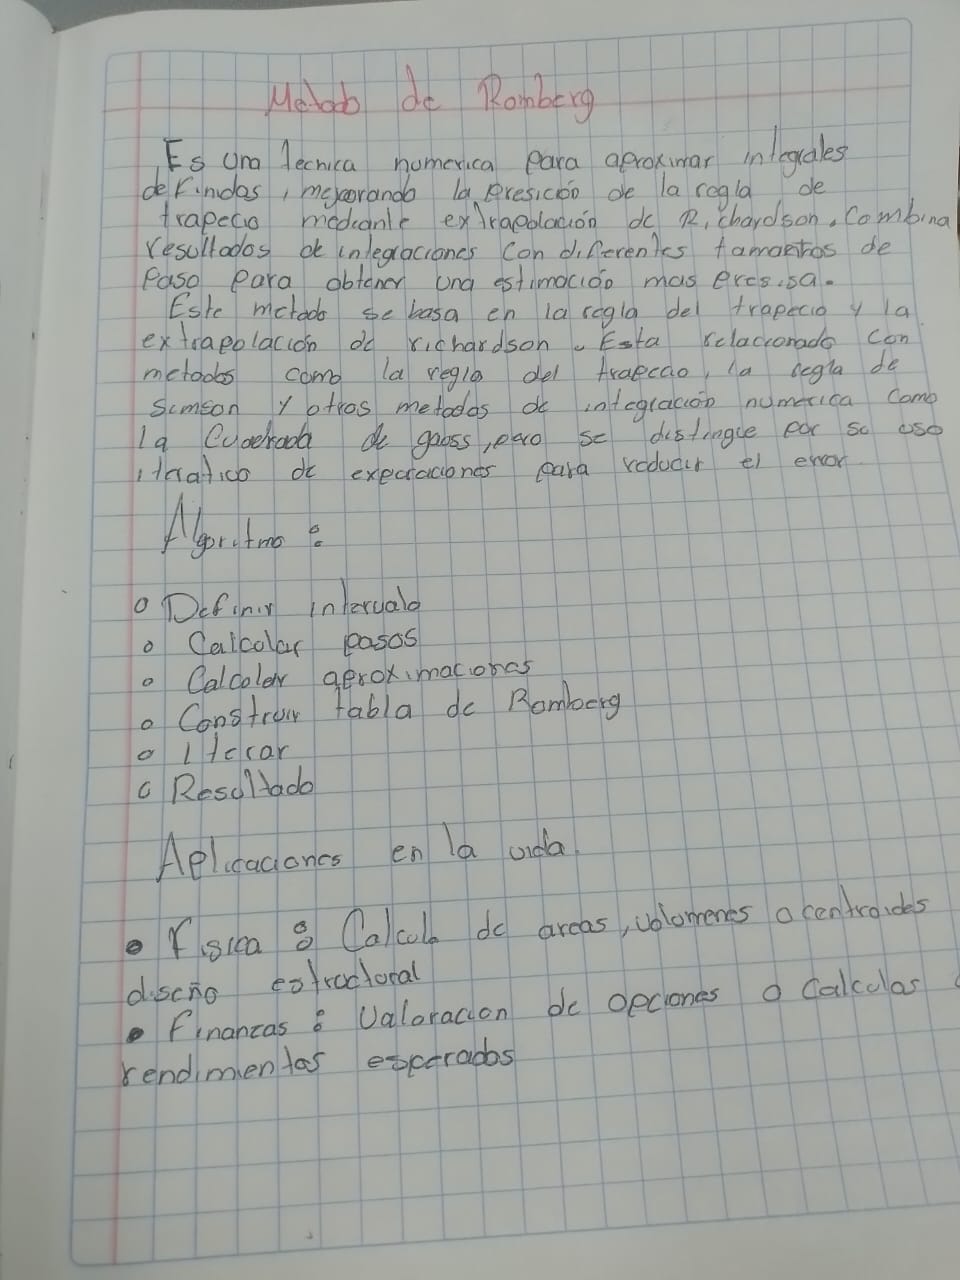 Metodo de Romberg
Es una Tecnica numerica para aproximar integrales
definidas, mejorando la presición de la regla de
trapecio mediante extrapolación de Richardson. Combina
resultados de integraciones con diferentes tamaños de
paso para obtener una estimación mas presisa.
Este metodo se basa en la regla del trapecio y la
extrapolación de richardson. Esta relacionado con
metodos como la regla del trapecio, la regla de
Simson y otros metodos de integración numerica como
la Cuadrada de gauss, pero se distingue por su uso
iterativo de para reducir el error
Algoritmo:
o Definir intervalo
o Calcular pasos
o Calcular aproximaciones
o Construir tabla de Romberg
o Iterar
o Resultado
Aplicaciones en la vida.
• Fisica: Calculo de areas, volumenes o centroides
diseño estructural
• Finanzas: Valoracion de opciones o Calculos
rendimientos esperados